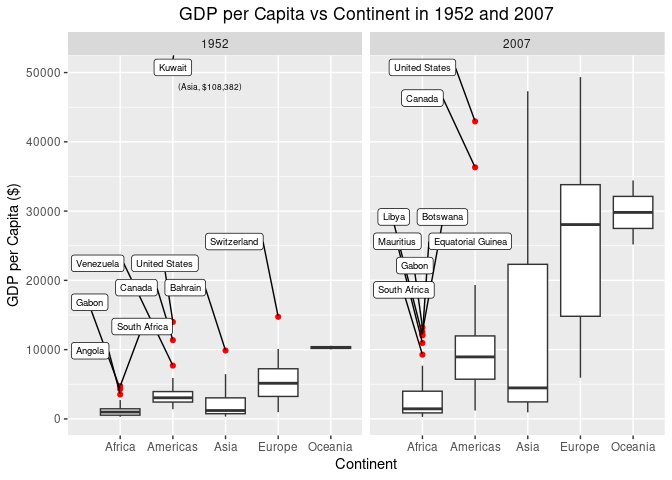 GDP per Capita vs Continent in 1952 and 2007
1952
2007
GDP per Capita ($)
50000
40000
30000
20000
10000
0
Kuwait
(Asia, $108,382)
Switzerland
Venezuela
United States
Canada
Bahrain
Gabon
South Africa
Angola
United States
Canada
Libya
Botswana
Mauritius
Equatorial Guinea
Gabon
South Africa
Africa
Americas
Asia
Europe
Oceania
Africa
Americas
Asia
Europe
Oceania
Continent